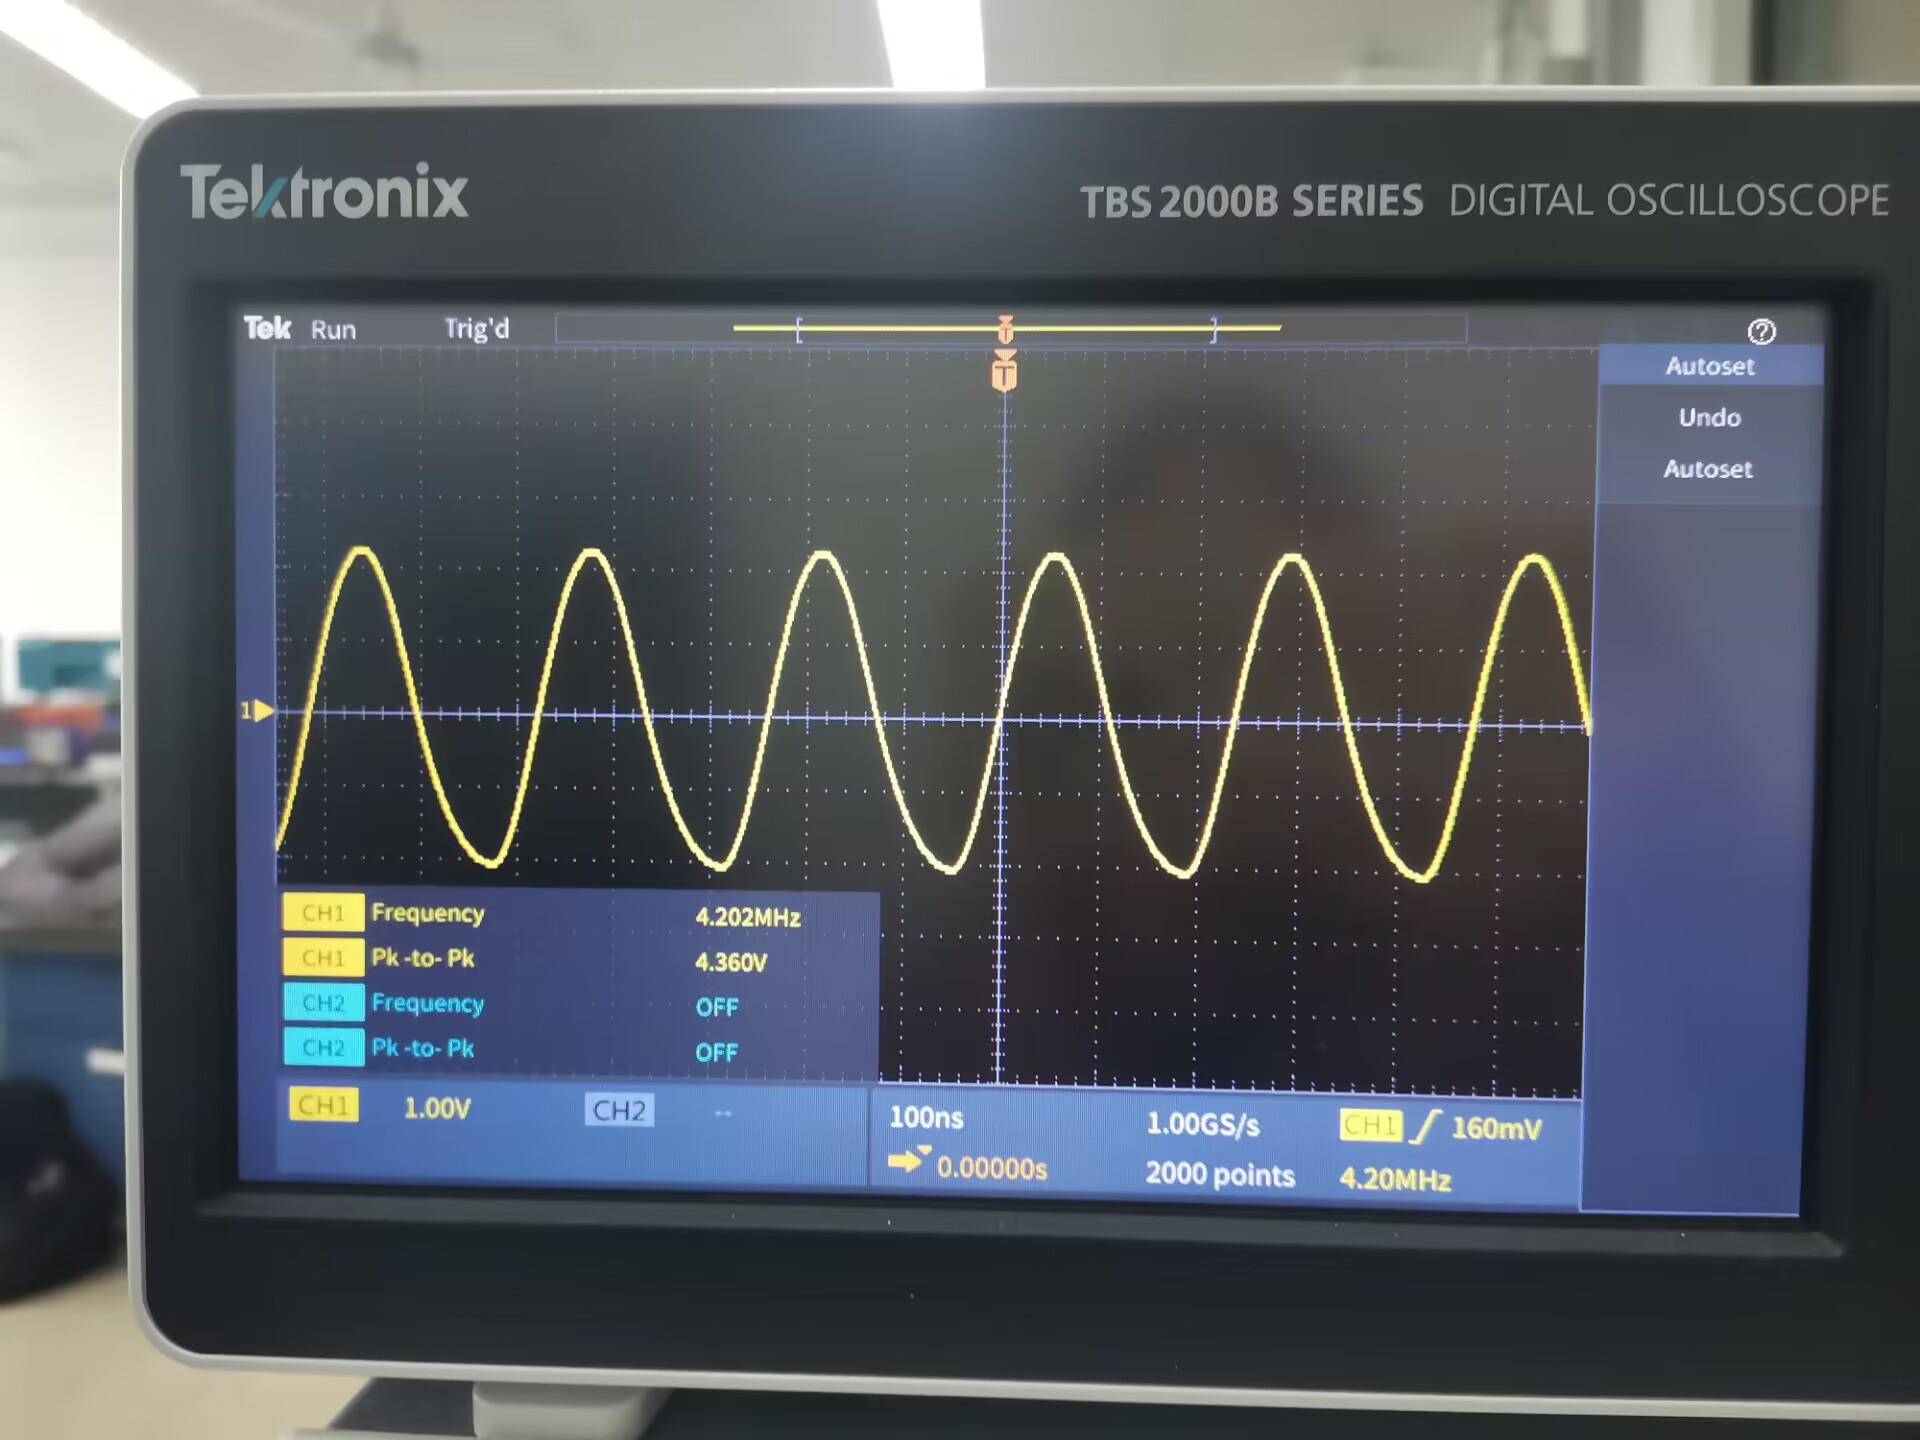 Tektronix
TBS 2000B SERIES DIGITAL OSCILLOSCOPE
Tek Run Trig'd
T
T
Autoset
Undo
Autoset
1
CH1 Frequency 4.202MHz
CH1 Pk -to- Pk 4.360V
CH2 Frequency OFF
CH2 Pk -to- Pk OFF
CH1 1.00V CH2 -- 100ns 1.00GS/s CH1 160mV
0.00000s 2000 points 4.20MHz